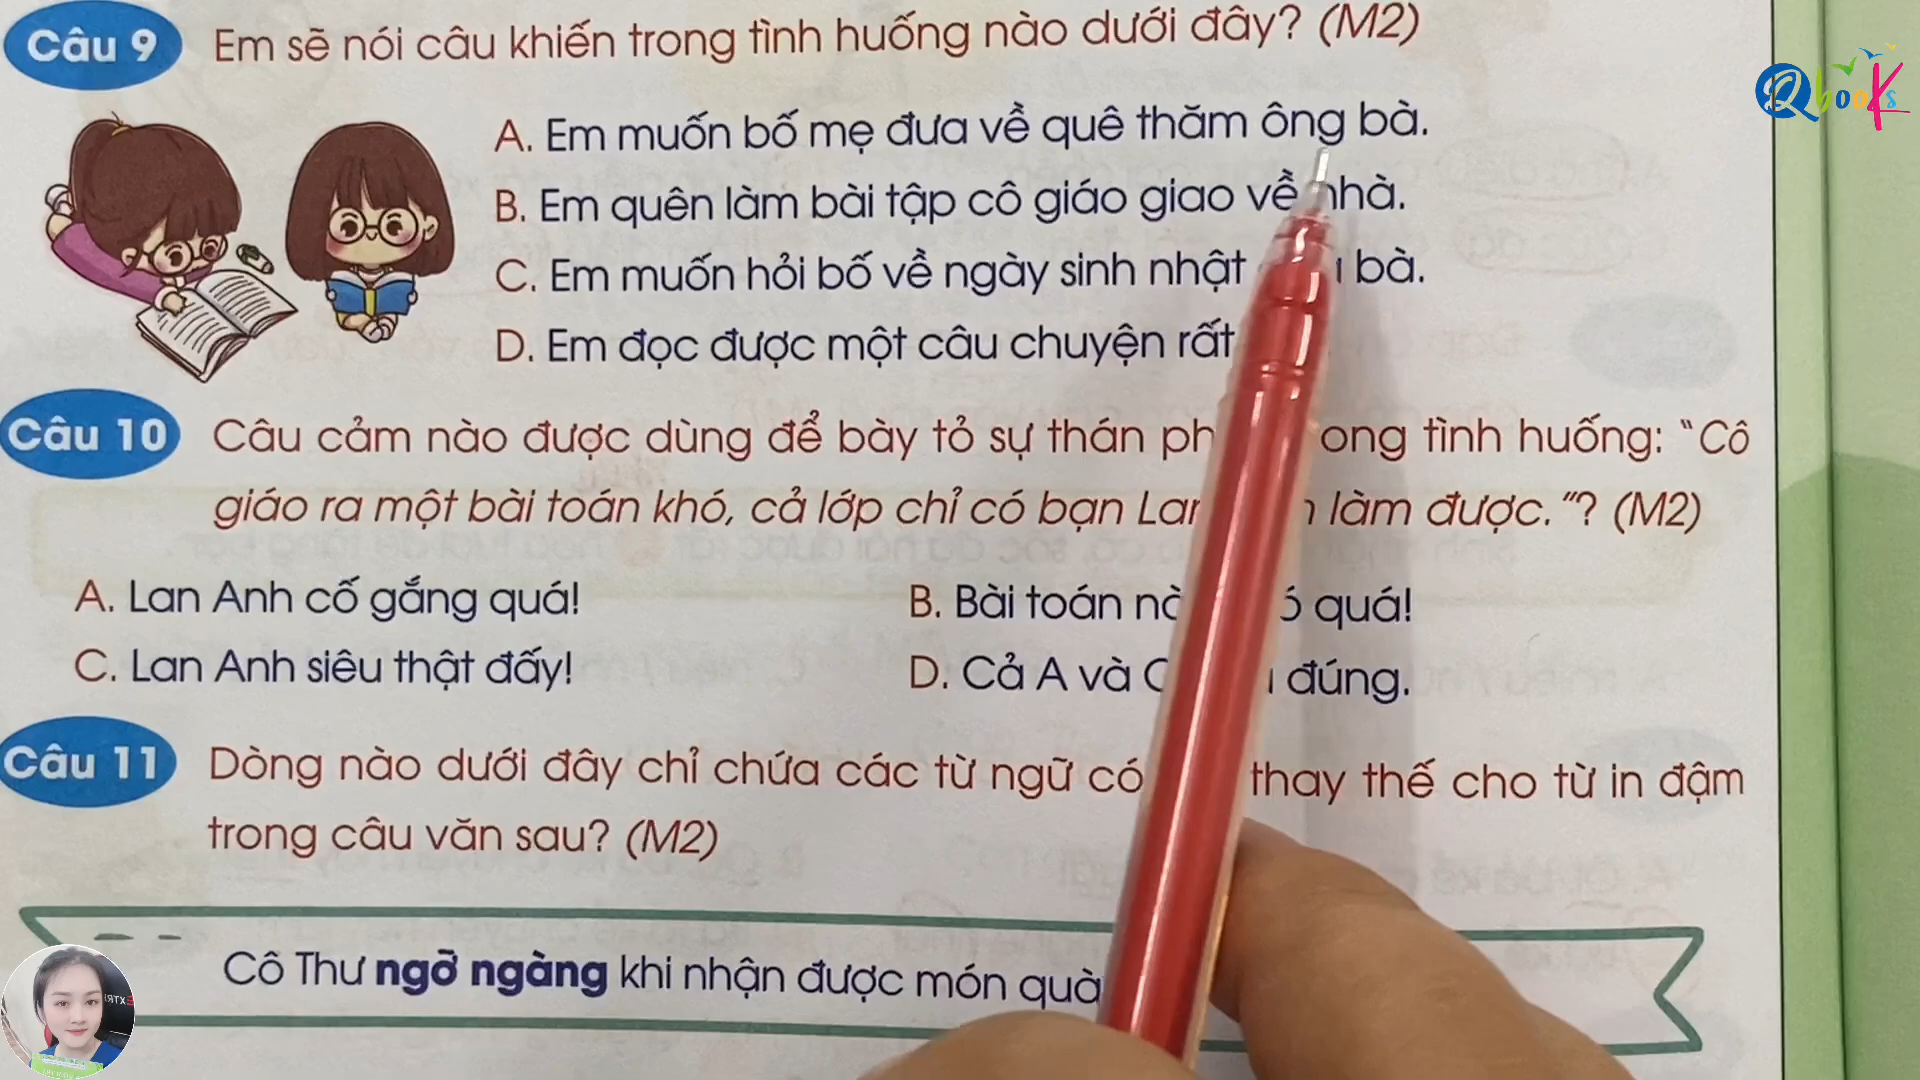 Câu 9 Em sẽ nói câu khiến trong tình huống nào dưới đây? (M2)
Qbooks
A. Em muốn bố mẹ đưa về quê thăm ông bà.
B. Em quên làm bài tập cô giáo giao về nhà.
C. Em muốn hỏi bố về ngày sinh nhật bà.
D. Em đọc được một câu chuyện rất
Câu 10 Câu cảm nào được dùng để bày tỏ sự thán tình huống: “Cô
giáo ra một bài toán khó, cả lớp chỉ có bạn làm được.”? (M2)
A. Lan Anh cố gắng quá!
B. Bài toán quá!
C. Lan Anh siêu thật đấy!
D. Cả A và đúng.
Câu 11 Dòng nào dưới đây chỉ chứa các từ ngữ có thay thế cho từ in đậm
trong câu văn sau? (M2)
Cô Thư ngỡ ngàng khi nhận được món quà